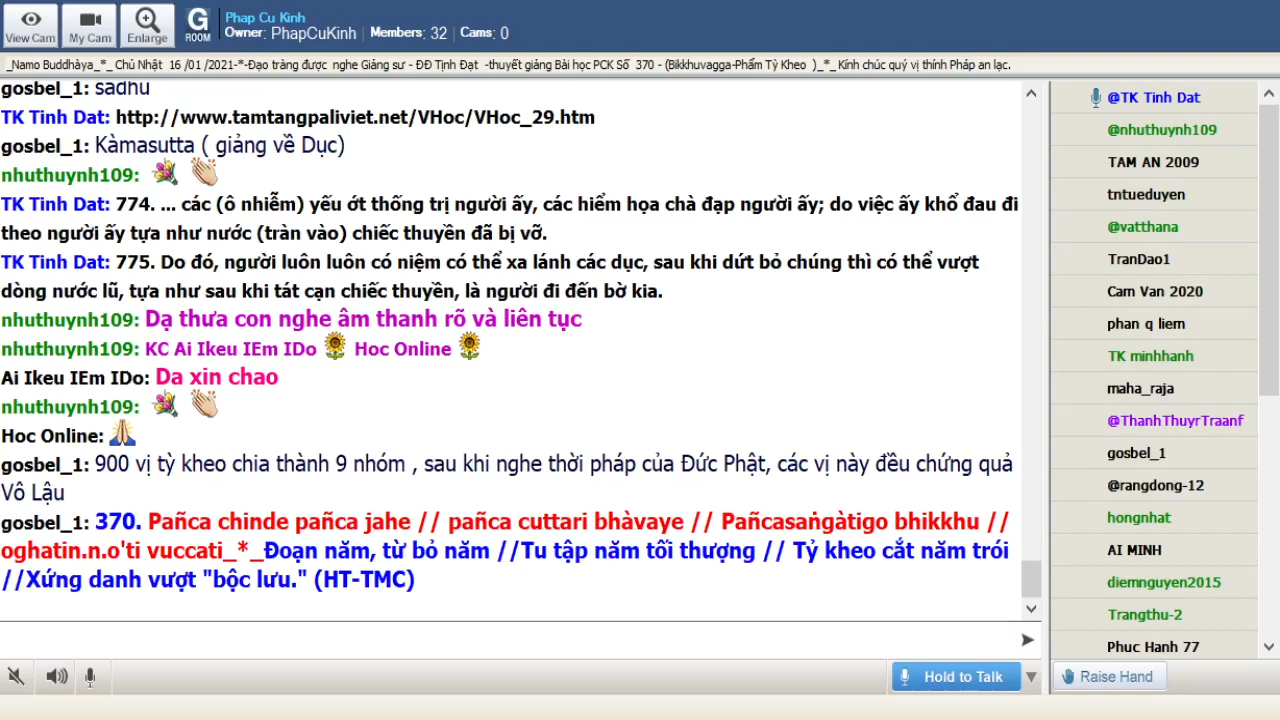 View Cam
My Cam
Enlarge
G
ROOM
Phap Cu Kinh
Owner: PhapCuKinh | Members: 32 | Cams: 0
_Namo Buddhàya_*_ Chủ Nhật 16 /01 /2021-*-Đạo tràng được nghe Giảng sư - ĐĐ Tịnh Đạt -thuyết giảng Bài học PCK Số 370 - (Bikkhuvagga-Phẩm Tỳ Kheo )_*_ Kính chúc quý vị thính Pháp an lạc.
gosbel_1: sadhu
TK Tinh Dat: http://www.tamtangpaliviet.net/VHoc/VHoc_29.htm
gosbel_1: Kàmasutta ( giảng về Dục)
nhuthuynh109:
TK Tinh Dat: 774. ... các (ô nhiễm) yếu ớt thống trị người ấy, các hiểm họa chà đạp người ấy; do việc ấy khổ đau đi
theo người ấy tựa như nước (tràn vào) chiếc thuyền đã bị vỡ.
TK Tinh Dat: 775. Do đó, người luôn luôn có niệm có thể xa lánh các dục, sau khi dứt bỏ chúng thì có thể vượt
dòng nước lũ, tựa như sau khi tát cạn chiếc thuyền, là người đi đến bờ kia.
nhuthuynh109: Dạ thưa con nghe âm thanh rõ và liên tục
nhuthuynh109: KC Ai Ikeu IEm IDo Hoc Online
Ai Ikeu IEm IDo: Da xin chao
nhuthuynh109:
Hoc Online:
gosbel_1: 900 vị tỳ kheo chia thành 9 nhóm , sau khi nghe thời pháp của Đức Phật, các vị này đều chứng quả
Vô Lậu
gosbel_1: 370. Pañca chinde pañca jahe // pañca cuttari bhàvaye // Pañcasaṅgàtigo bhikkhu //
oghatin.n.o'ti vuccati_*_Đoạn năm, từ bỏ năm //Tu tập năm tối thượng // Tỷ kheo cắt năm trói
//Xứng danh vượt "bộc lưu." (HT-TMC)
Hold to Talk
@TK Tinh Dat
@nhuthuynh109
TAM AN 2009
tntueduyen
@vatthana
TranDao1
Cam Van 2020
phan q liem
TK minhhanh
maha_raja
@ThanhThuyrTraanf
gosbel_1
@rangdong-12
hongnhat
AI MINH
diemnguyen2015
Trangthu-2
Phuc Hanh 77
Raise Hand